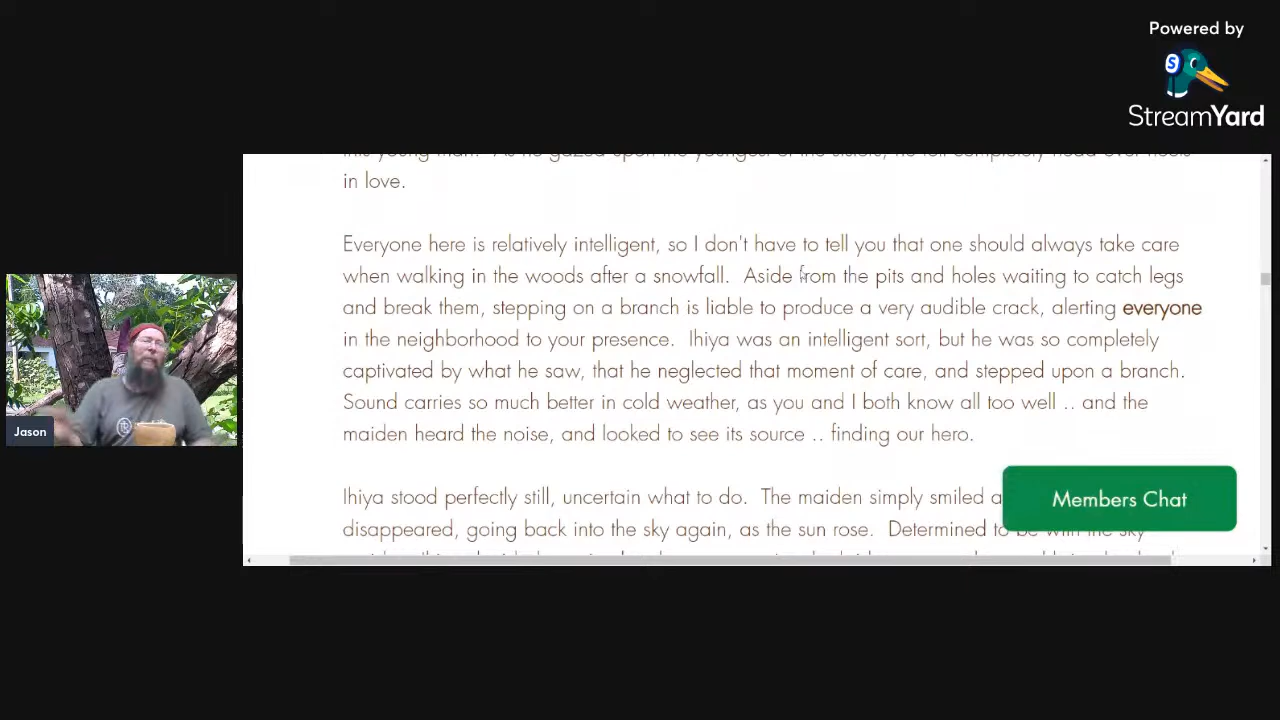 Powered by
S
StreamYard
in love.
Everyone here is relatively intelligent, so I don't have to tell you that one should always take care
when walking in the woods after a snowfall.  Aside from the pits and holes waiting to catch legs
and break them, stepping on a branch is liable to produce a very audible crack, alerting everyone
in the neighborhood to your presence.  Ihiya was an intelligent sort, but he was so completely
captivated by what he saw, that he neglected that moment of care, and stepped upon a branch.
Sound carries so much better in cold weather, as you and I both know all too well .. and the
maiden heard the noise, and looked to see its source .. finding our hero.
Ihiya stood perfectly still, uncertain what to do.  The maiden simply smiled
disappeared, going back into the sky again, as the sun rose.  Determined to be with the sky
Members Chat
Jason